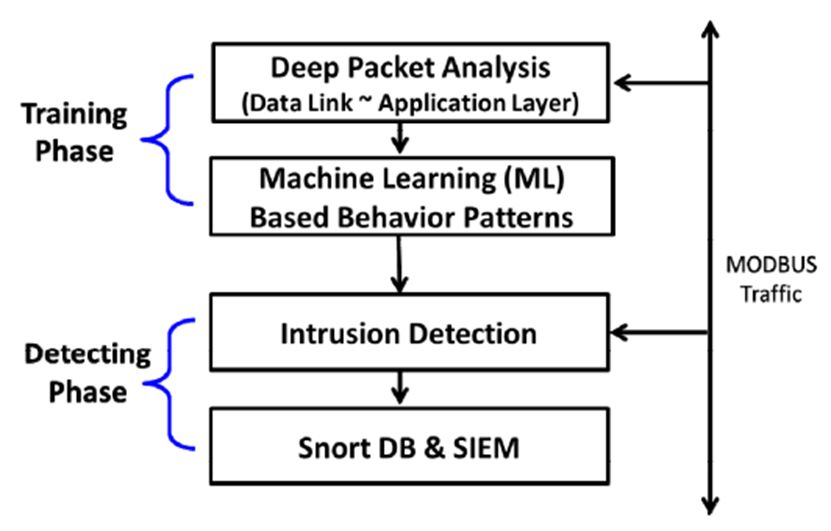 Deep Packet Analysis
(Data Link ~ Application Layer)
Training
Phase
Machine Learning (ML)
Based Behavior Patterns
MODBUS
Traffic
Intrusion Detection
Detecting
Phase
Snort DB & SIEM